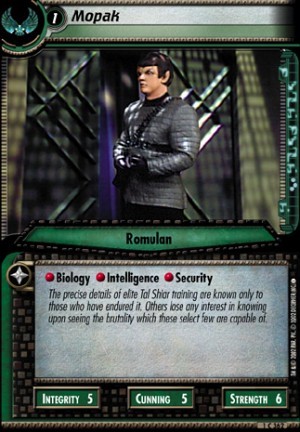 1 Mopak
Romulan
Biology Intelligence Security
The precise details of elite Tal Shiar training are known only to
those who have endured it. Others lose any interest in knowing
upon seeing the brutality which these select few are capable of.
INTEGRITY 5 CUNNING 5 STRENGTH 6